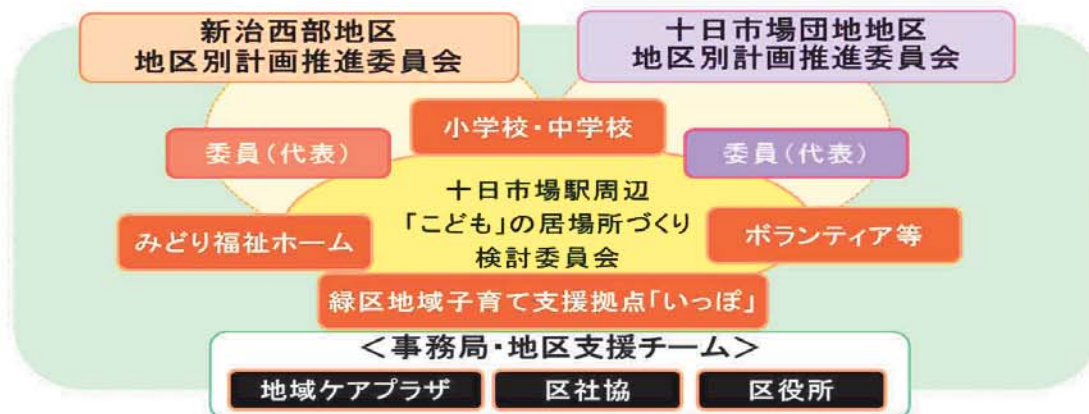 新治西部地区
地区別計画推進委員会
十日市場団地地区
地区別計画推進委員会
小学校・中学校
委員（代表）
委員（代表）
十日市場駅周辺
「こども」の居場所づくり
検討委員会
みどり福祉ホーム
ボランティア等
緑区地域子育て支援拠点「いっぽ」
＜事務局・地区支援チーム＞
地域ケアプラザ
区社協
区役所